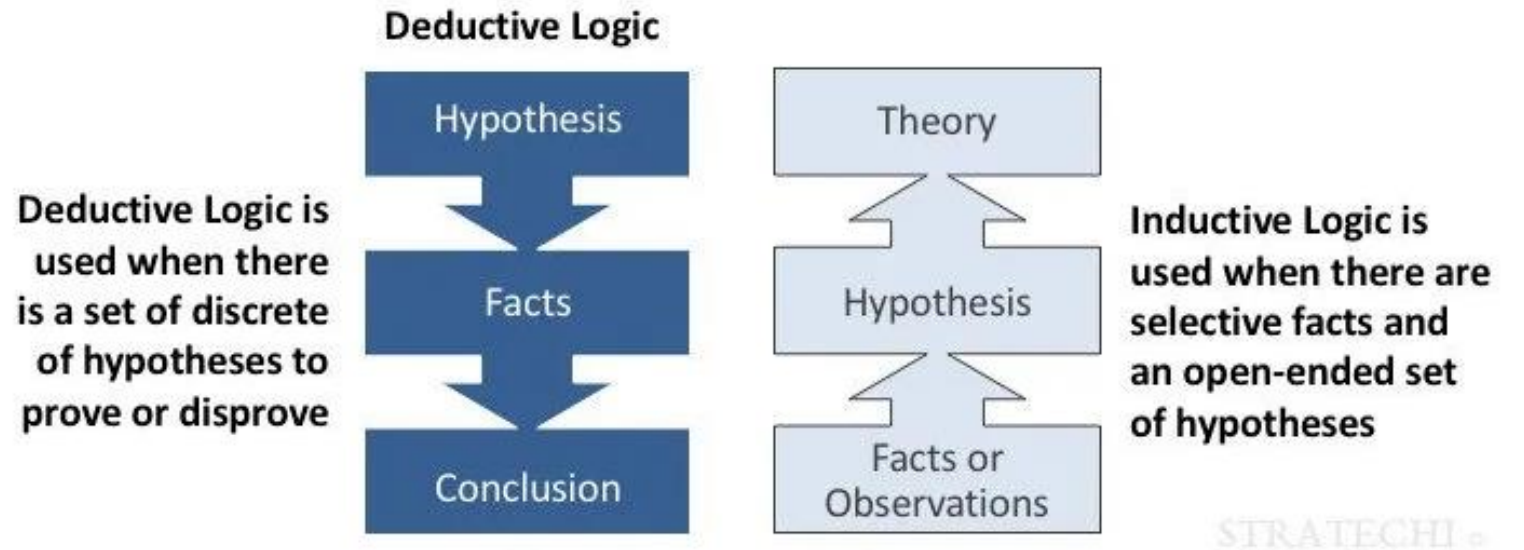 Deductive Logic
Deductive Logic is
used when there
is a set of discrete
of hypotheses to
prove or disprove
Hypothesis
Facts
Conclusion
Theory
Hypothesis
Facts or
Observations
Inductive Logic is
used when there are
selective facts and
an open-ended set
of hypotheses
STRATECHI